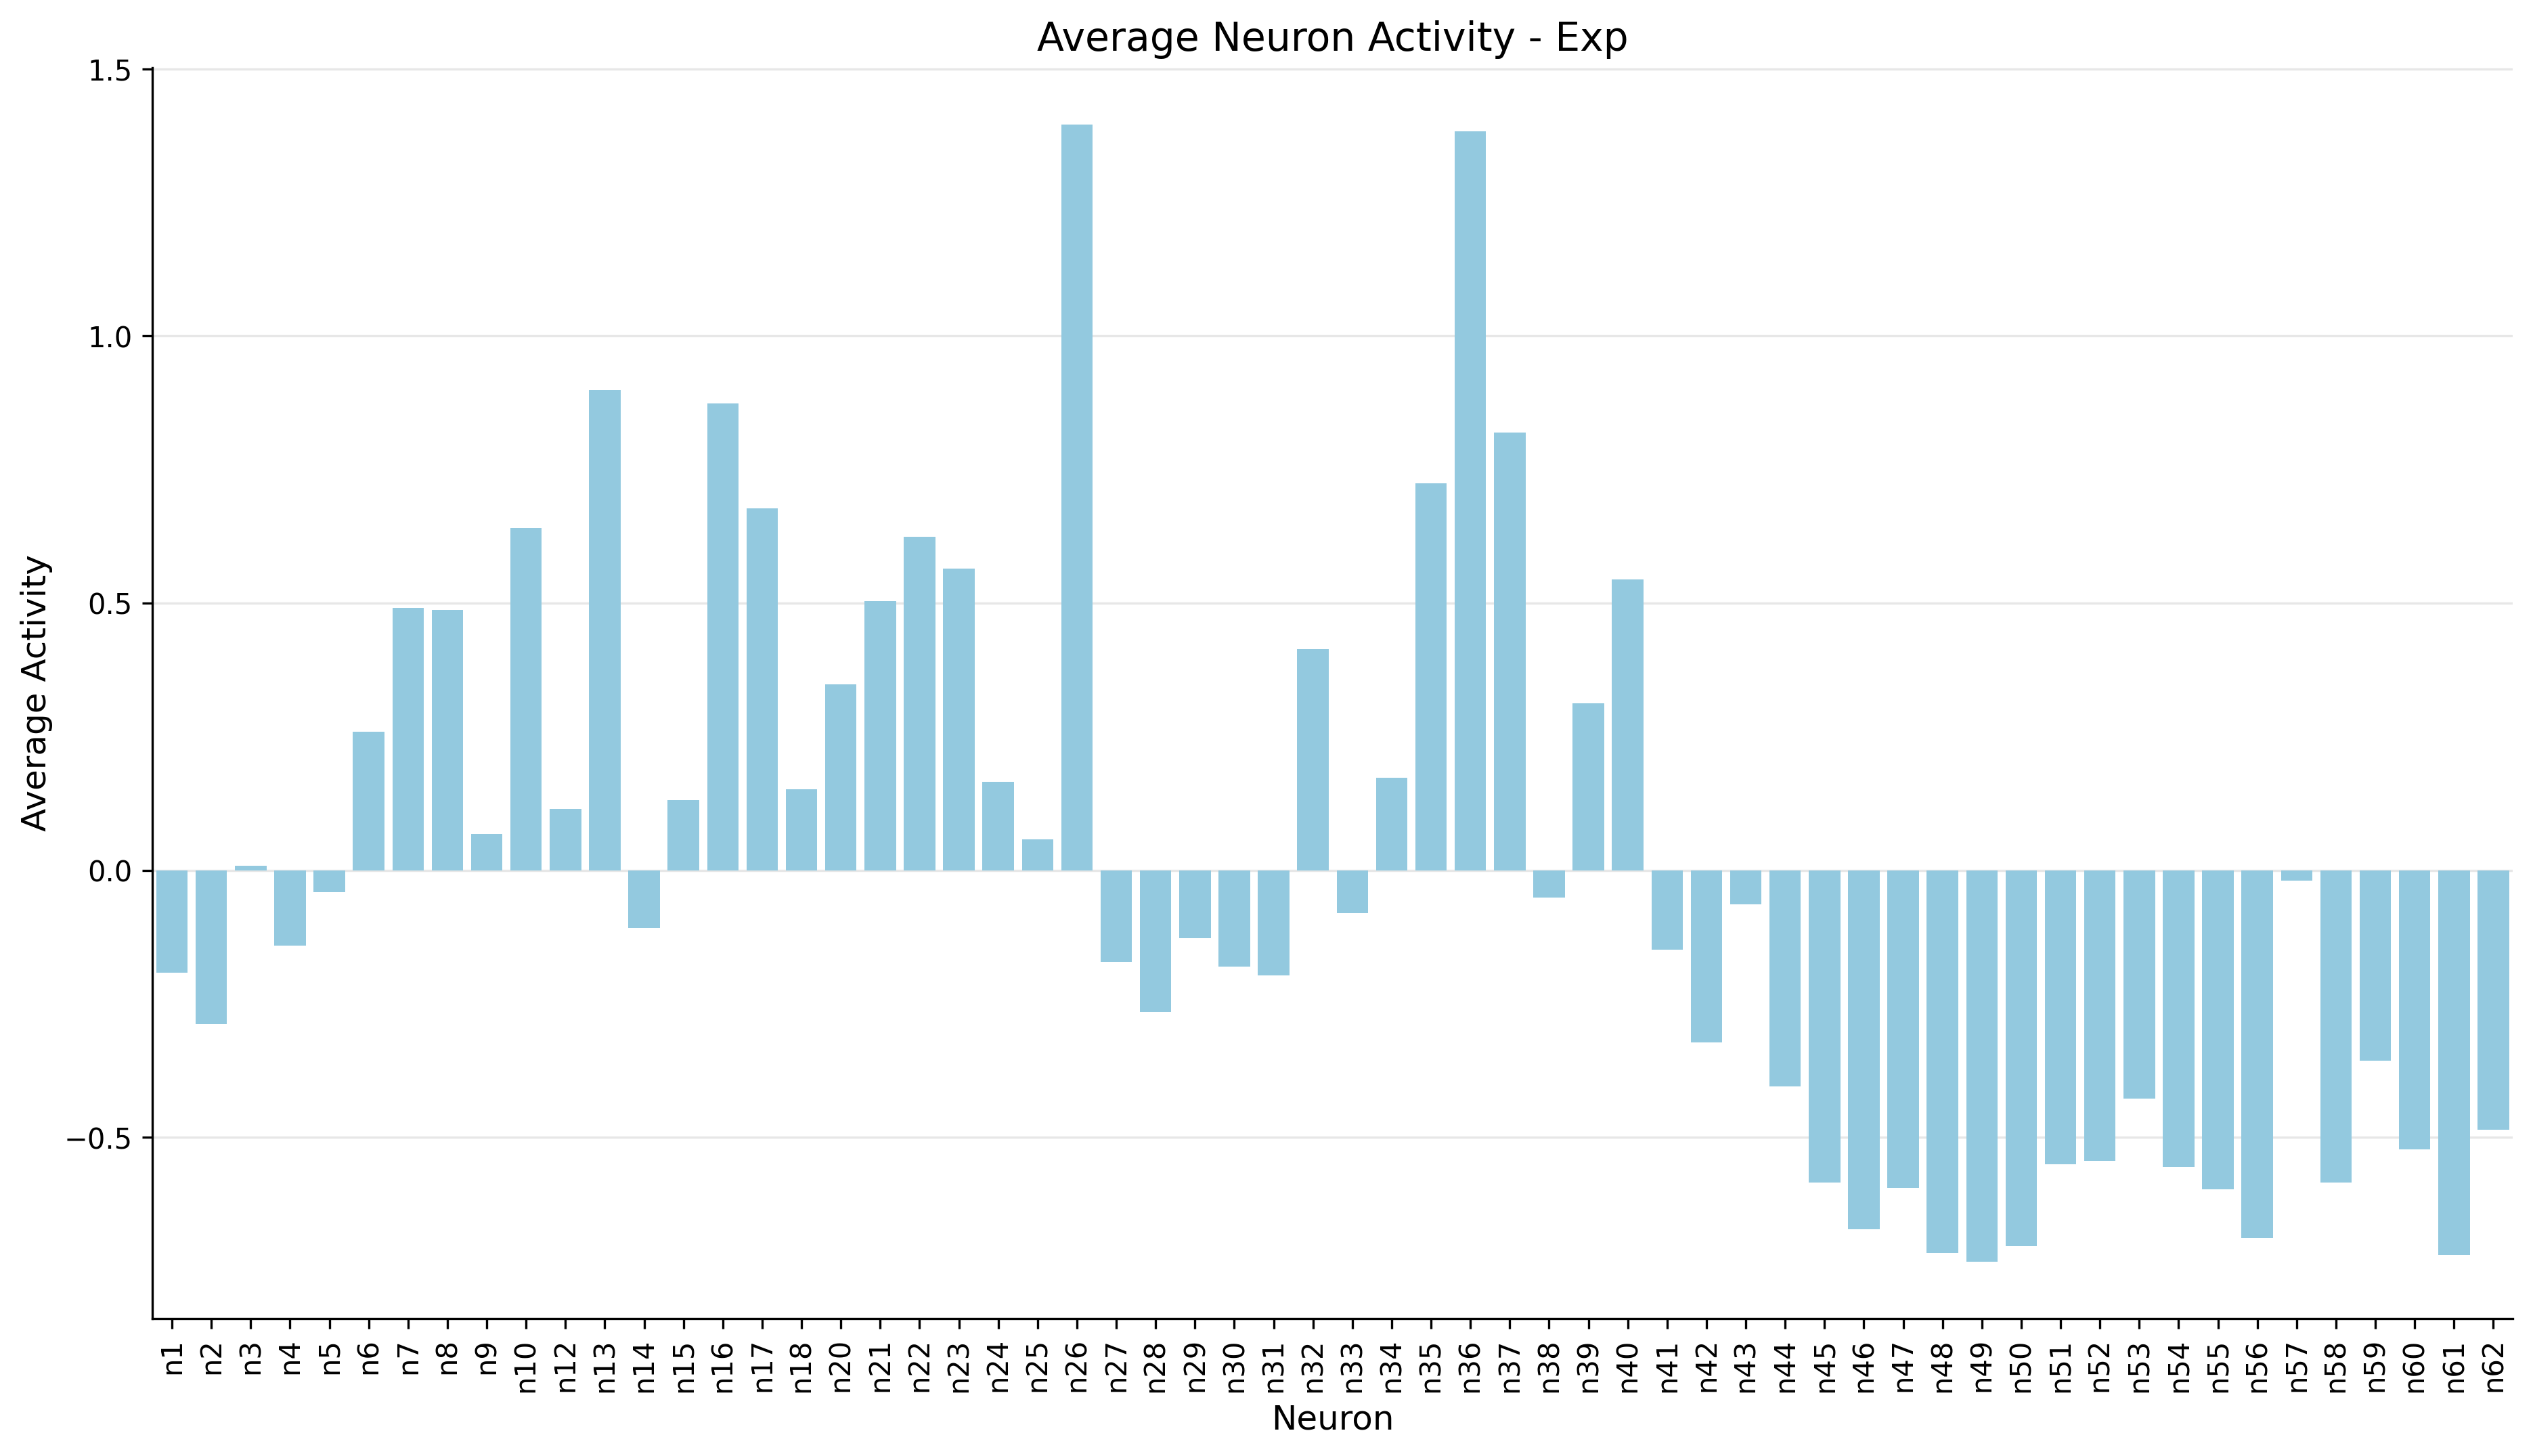 Average Neuron Activity - Exp
1.5
1.0
0.5
0.0
−0.5
Average Activity
n1 n2 n3 n4 n5 n6 n7 n8 n9 n10 n12 n13 n14 n15 n16 n17 n18 n20 n21 n22 n23 n24 n25 n26 n27 n28 n29 n30 n31 n32 n33 n34 n35 n36 n37 n38 n39 n40 n41 n42 n43 n44 n45 n46 n47 n48 n49 n50 n51 n52 n53 n54 n55 n56 n57 n58 n59 n60 n61 n62
Neuron